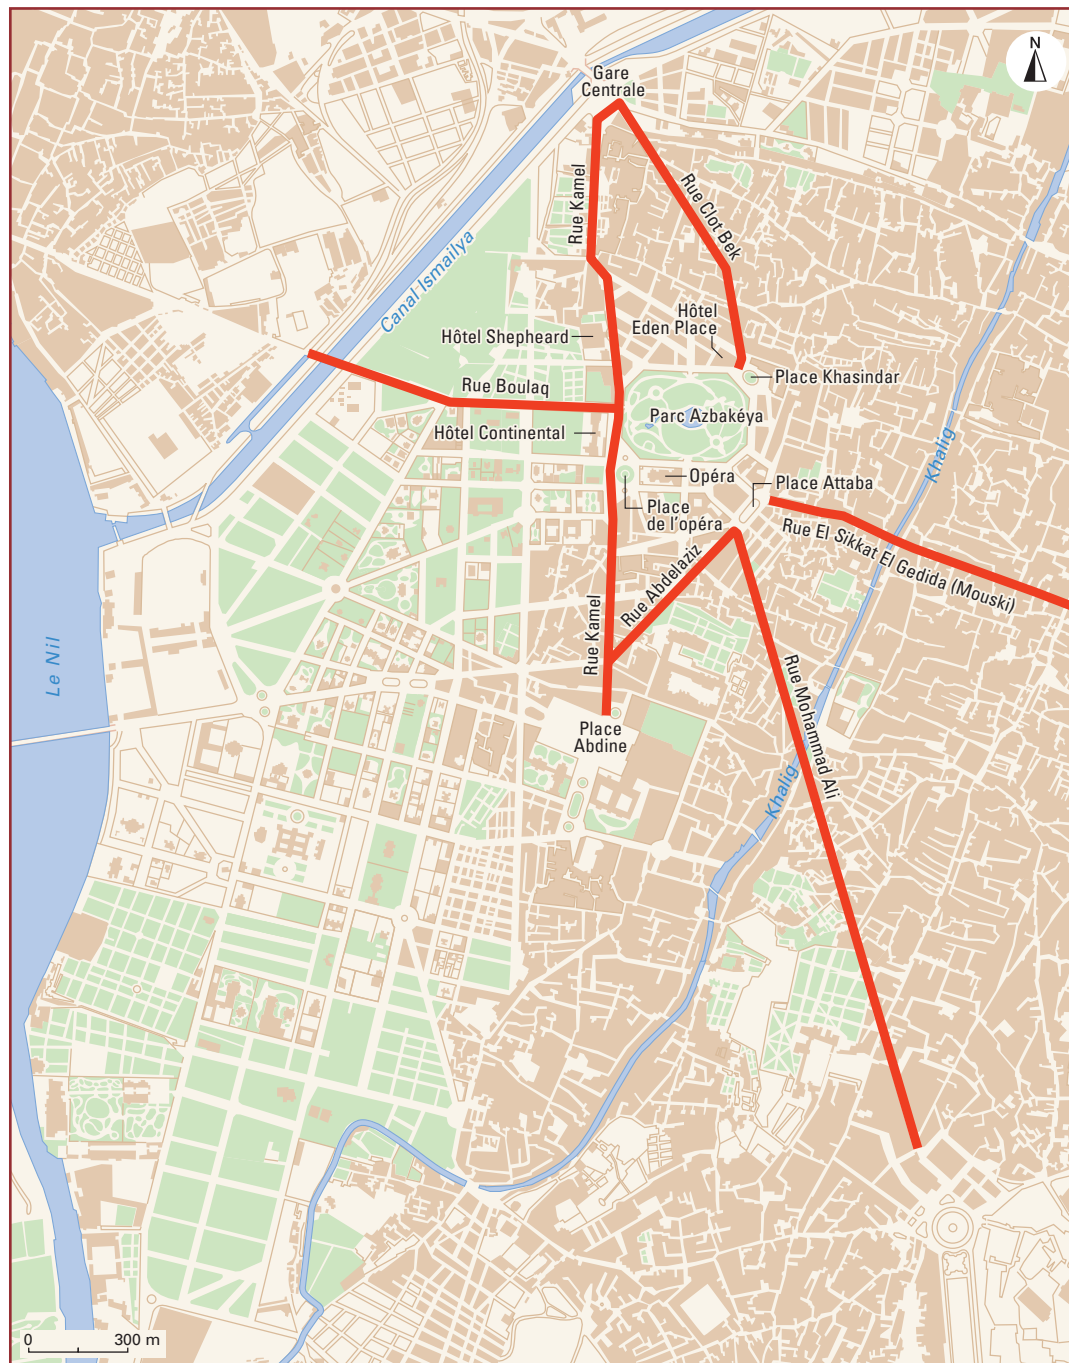 N
Gare
Centrale
Rue Kamel
Rue Clot Bek
Canal Ismailya
Hôtel
Eden Place
Hôtel Shepheard
Place Khasindar
Rue Boulaq
Parc Azbakéya
Hôtel Continental
Khalig
Opéra
Place Attaba
Place
de l'opéra
Rue El Sikkat El Gedida (Mouski)
Rue Abdelaziz
Rue Kamel
Le Nil
Rue Mohammad Ali
Place
Abdine
Khalig
0 300 m